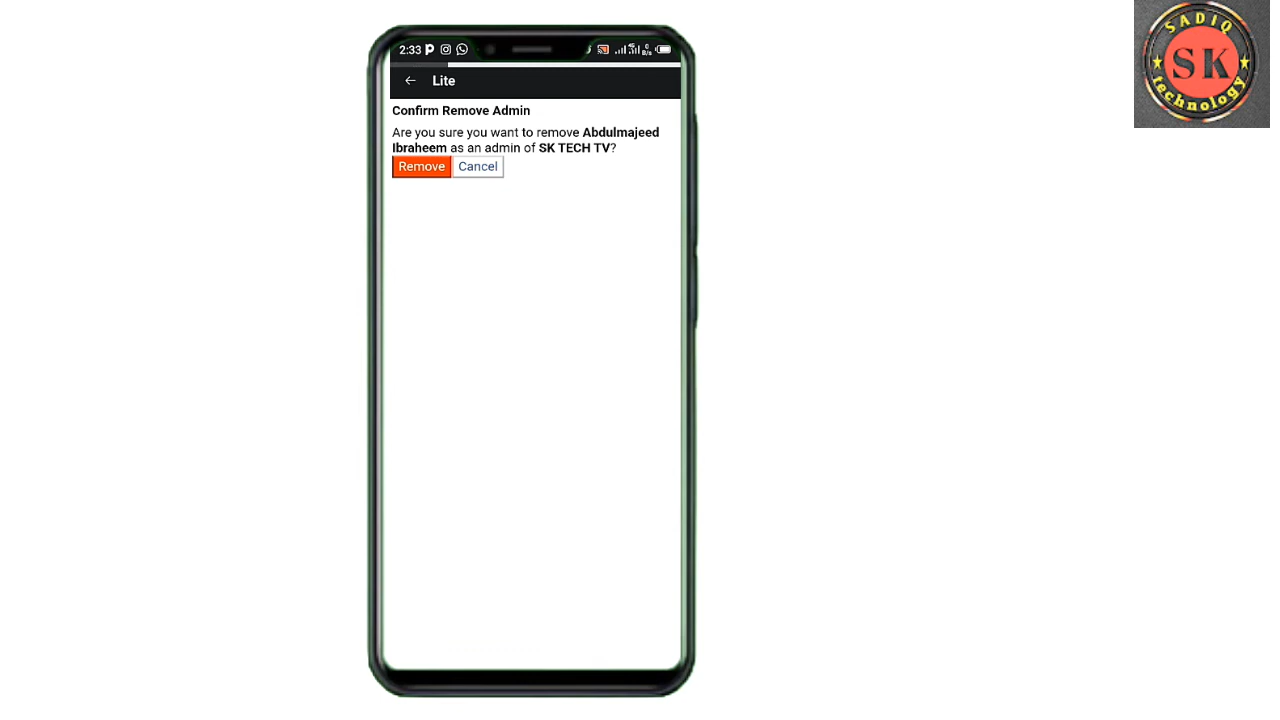 2:33
Lite
Confirm Remove Admin
Are you sure you want to remove Abdulmajeed
Ibraheem as an admin of SK TECH TV?
Remove Cancel
SADIQ
SK
technology